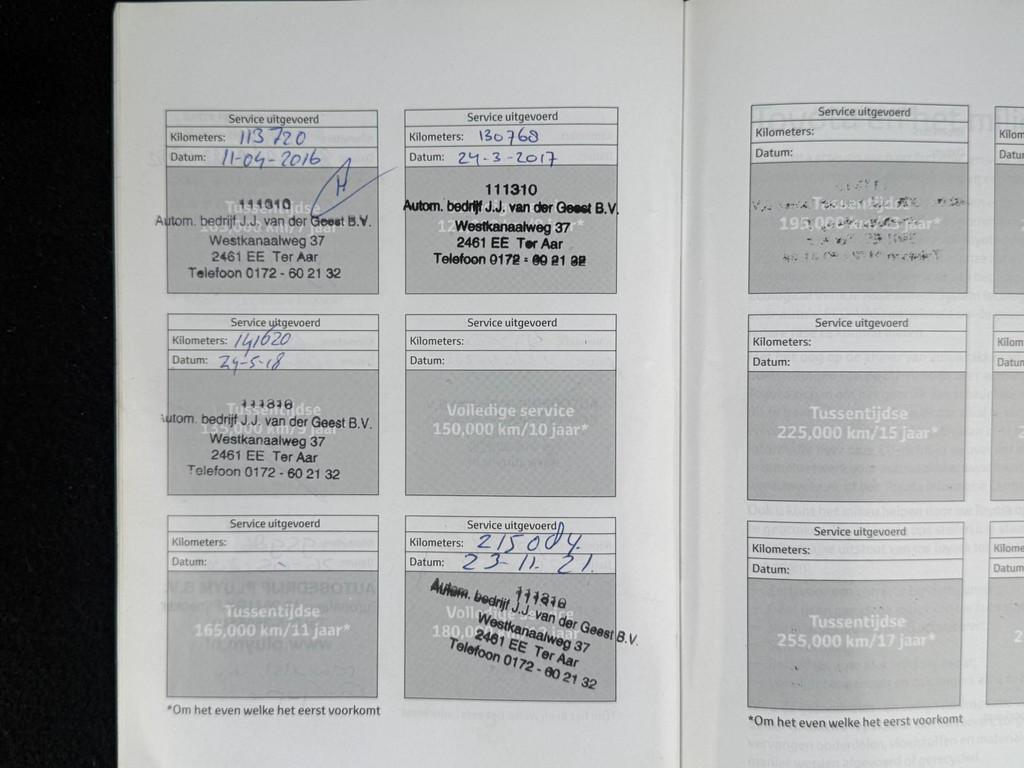 Service uitgevoerd
Kilometers: 113720
Datum: 11-04-2016
111310
Tussentijdse
Autom. bedrijf J.J. van der Geest B.V.
Westkanaalweg 37
2461 EE Ter Aar
Telefoon 0172 - 60 21 32
Service uitgevoerd
Kilometers: 130768
Datum: 24-3-2017
111310
Autom. bedrijf J.J. van der Geest B.V.
Westkanaalweg 37
2461 EE Ter Aar
Telefoon 0172 - 60 21 32
Service uitgevoerd
Kilometers: 141620
Datum: 24-5-18
111310
Tussentijdse
Autom. bedrijf J.J. van der Geest B.V.
Westkanaalweg 37
2461 EE Ter Aar
Telefoon 0172 - 60 21 32
Service uitgevoerd
Kilometers:
Datum:
Volledige service
150,000 km/10 jaar*
Service uitgevoerd
Kilometers:
Datum:
Tussentijdse
165,000 km/11 jaar*
Service uitgevoerd
Kilometers: 215004.
Datum: 23-11. 21.
111310
Autom. bedrijf J.J. van der Geest B.V.
Westkanaalweg 37
2461 EE Ter Aar
Telefoon 0172 - 60 21 32
*Om het even welke het eerst voorkomt
Service uitgevoerd
Kilometers:
Datum:
Tussentijdse
Service uitgevoerd
Kilometers:
Datum:
Tussentijdse
225,000 km/15 jaar*
Service uitgevoerd
Kilometers:
Datum:
Tussentijdse
255,000 km/17 jaar*
*Om het even welke het eerst voorkomt